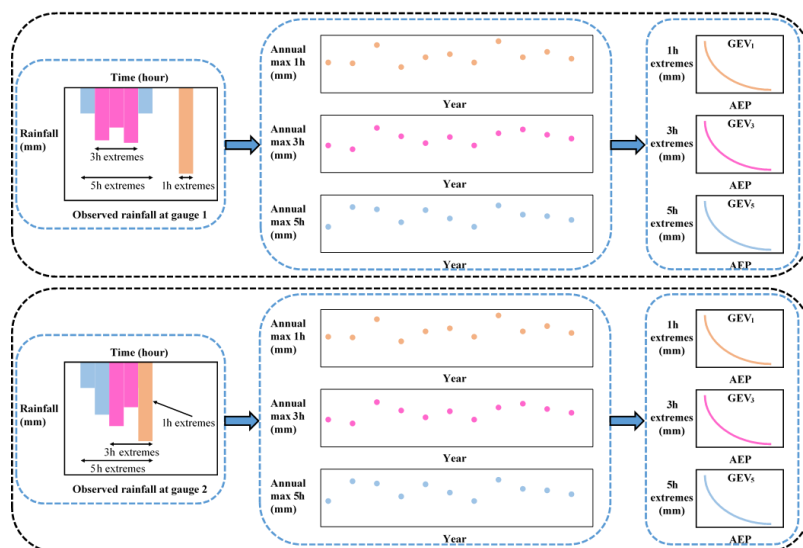 Time (hour)
Rainfall
(mm)
3h extremes
5h extremes
1h extremes
Observed rainfall at gauge 1
Annual
max 1h
(mm)
Year
Annual
max 3h
(mm)
Year
Annual
max 5h
(mm)
Year
1h
extremes
(mm)
GEV1
AEP
3h
extremes
(mm)
GEV3
AEP
5h
extremes
(mm)
GEV5
AEP
Time (hour)
Rainfall
(mm)
1h extremes
3h extremes
5h extremes
Observed rainfall at gauge 2
Annual
max 1h
(mm)
Year
Annual
max 3h
(mm)
Year
Annual
max 5h
(mm)
Year
1h
extremes
(mm)
GEV1
AEP
3h
extremes
(mm)
GEV3
AEP
5h
extremes
(mm)
GEV5
AEP